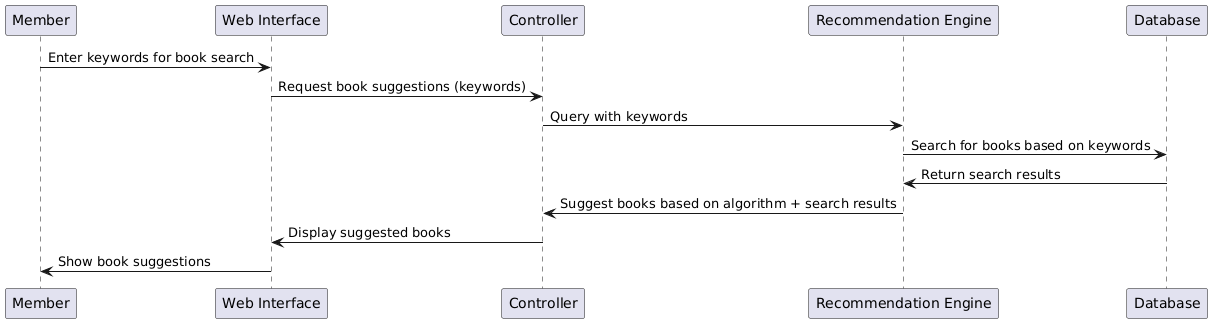 Member
Web Interface
Controller
Recommendation Engine
Database
Enter keywords for book search
Request book suggestions (keywords)
Query with keywords
Search for books based on keywords
Return search results
Suggest books based on algorithm + search results
Display suggested books
Show book suggestions
Member
Web Interface
Controller
Recommendation Engine
Database